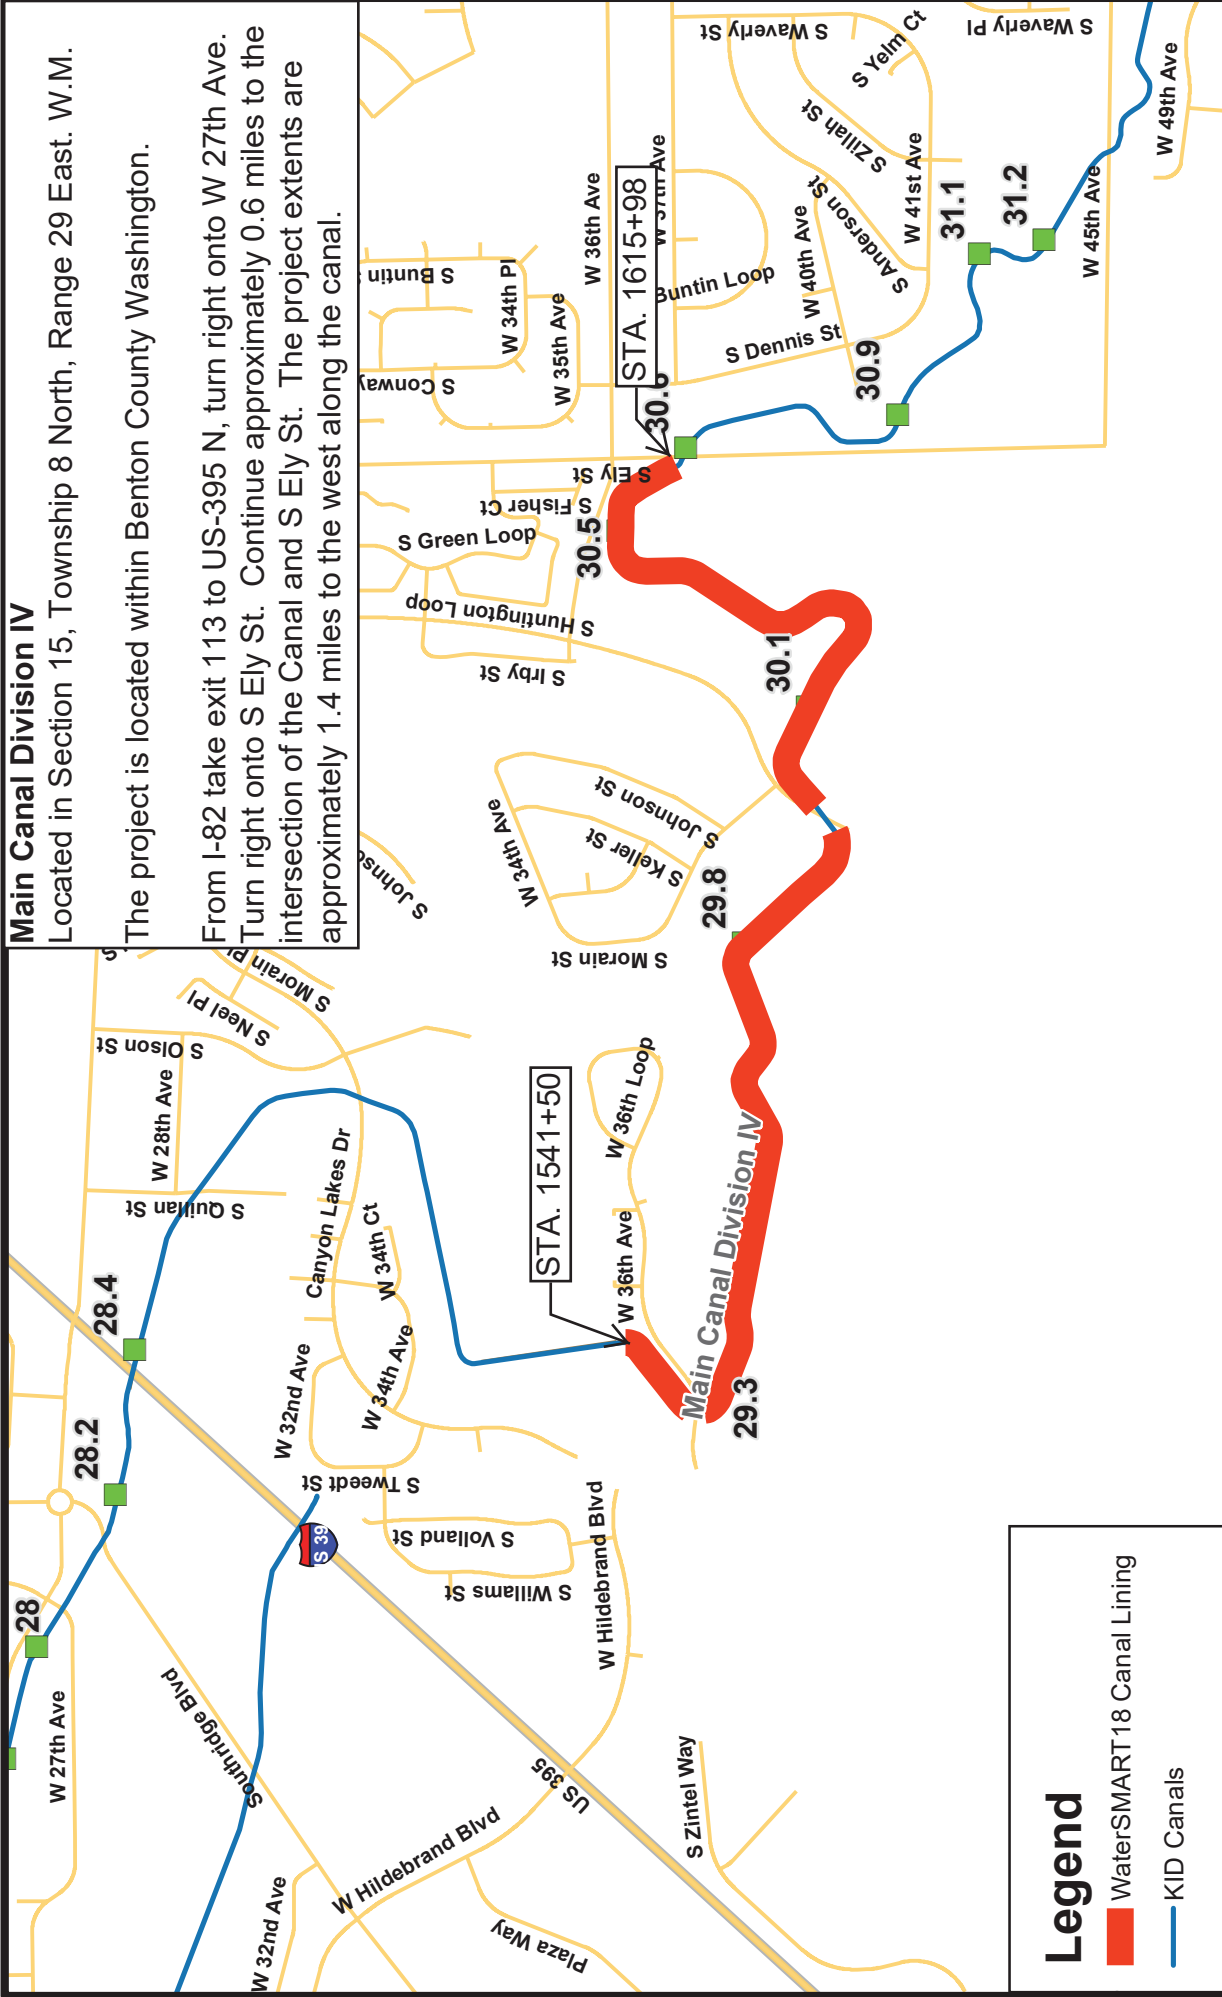 Main Canal Division IV
Located in Section 15, Township 8 North, Range 29 East. W.M.
The project is located within Benton County Washington.
From I-82 take exit 113 to US-395 N, turn right onto W 27th Ave.
Turn right onto S Ely St. Continue approximately 0.6 miles to the
intersection of the Canal and S Ely St. The project extents are
approximately 1.4 miles to the west along the canal.
28
28.2
28.4
W 27th Ave
Southridge Blvd
W 32nd Ave
W Hildebrand Blvd
Plaza Way
US 395
S 39
S Zintel Way
W Hildebrand Blvd
S Williams St
S Volland St
S Tweedt St
W 32nd Ave
W 34th Ave
W 34th Ct
Canyon Lakes Dr
S Quillan St
W 28th Ave
S Olson St
S Neel Pl
S Morain Pl
S
S Johns
STA. 1541+50
W 36th Ave
W 36th Loop
Main Canal Division IV
29.3
29.8
S Morain St
W 34th Ave
S Keller St
S Johnson St
30.1
S Irby St
S Huntington Loop
S Green Loop
S Fisher Ct
30.5
S Ely St
30.6
STA. 1615+98
S Conway
S Buntin
W 34th Pl
W 35th Ave
W 36th Ave
W 37th Ave
Buntin Loop
S Dennis St
W 40th Ave
S Anderson St
W 41st Ave
S Zillah St
S Yelm Ct
S Waverly St
S Waverly Pl
30.9
31.1
31.2
W 45th Ave
W 49th Ave
Legend
WaterSMART18 Canal Lining
KID Canals